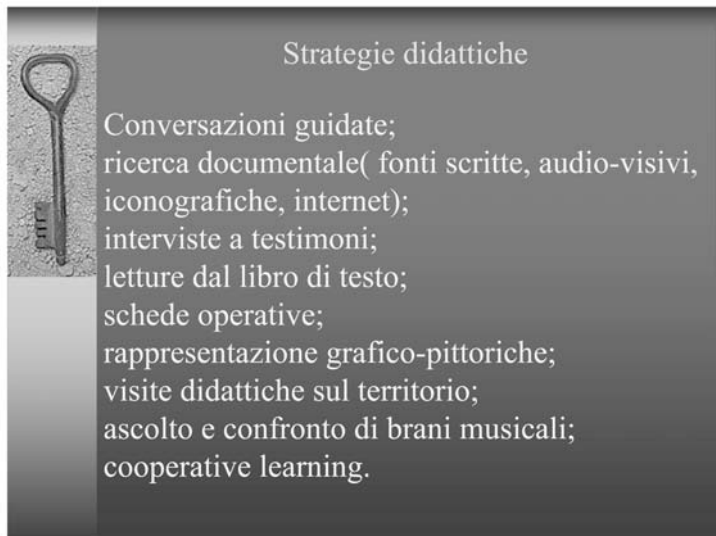 Strategie didattiche
Conversazioni guidate;
ricerca documentale( fonti scritte, audio-visivi,
iconografiche, internet);
interviste a testimoni;
letture dal libro di testo;
schede operative;
rappresentazione grafico-pittoriche;
visite didattiche sul territorio;
ascolto e confronto di brani musicali;
cooperative learning.